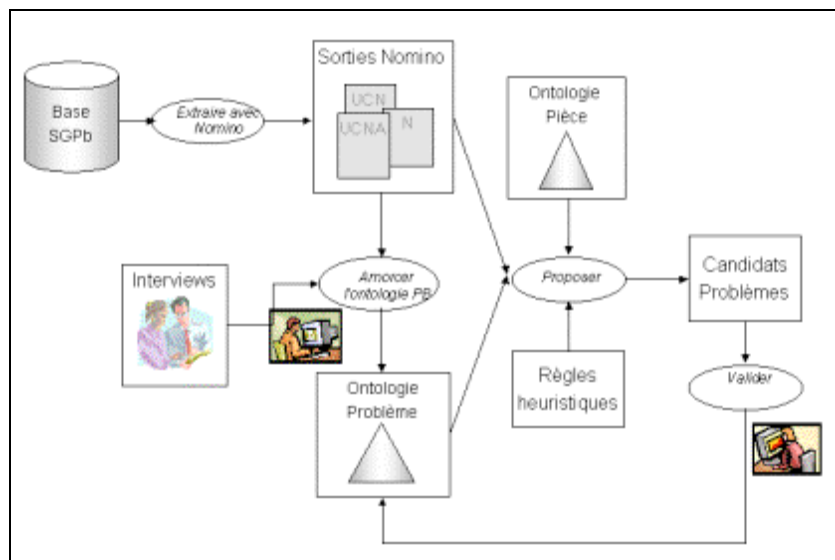 Sorties Nomino
UCN
UCNA
N
Base
SGPb
Extraire avec
Nomino
Ontologie
Pièce
Interviews
Amorcer
l'ontologie PB
Proposer
Candidats
Problèmes
Ontologie
Problème
Règles
heuristiques
Valider